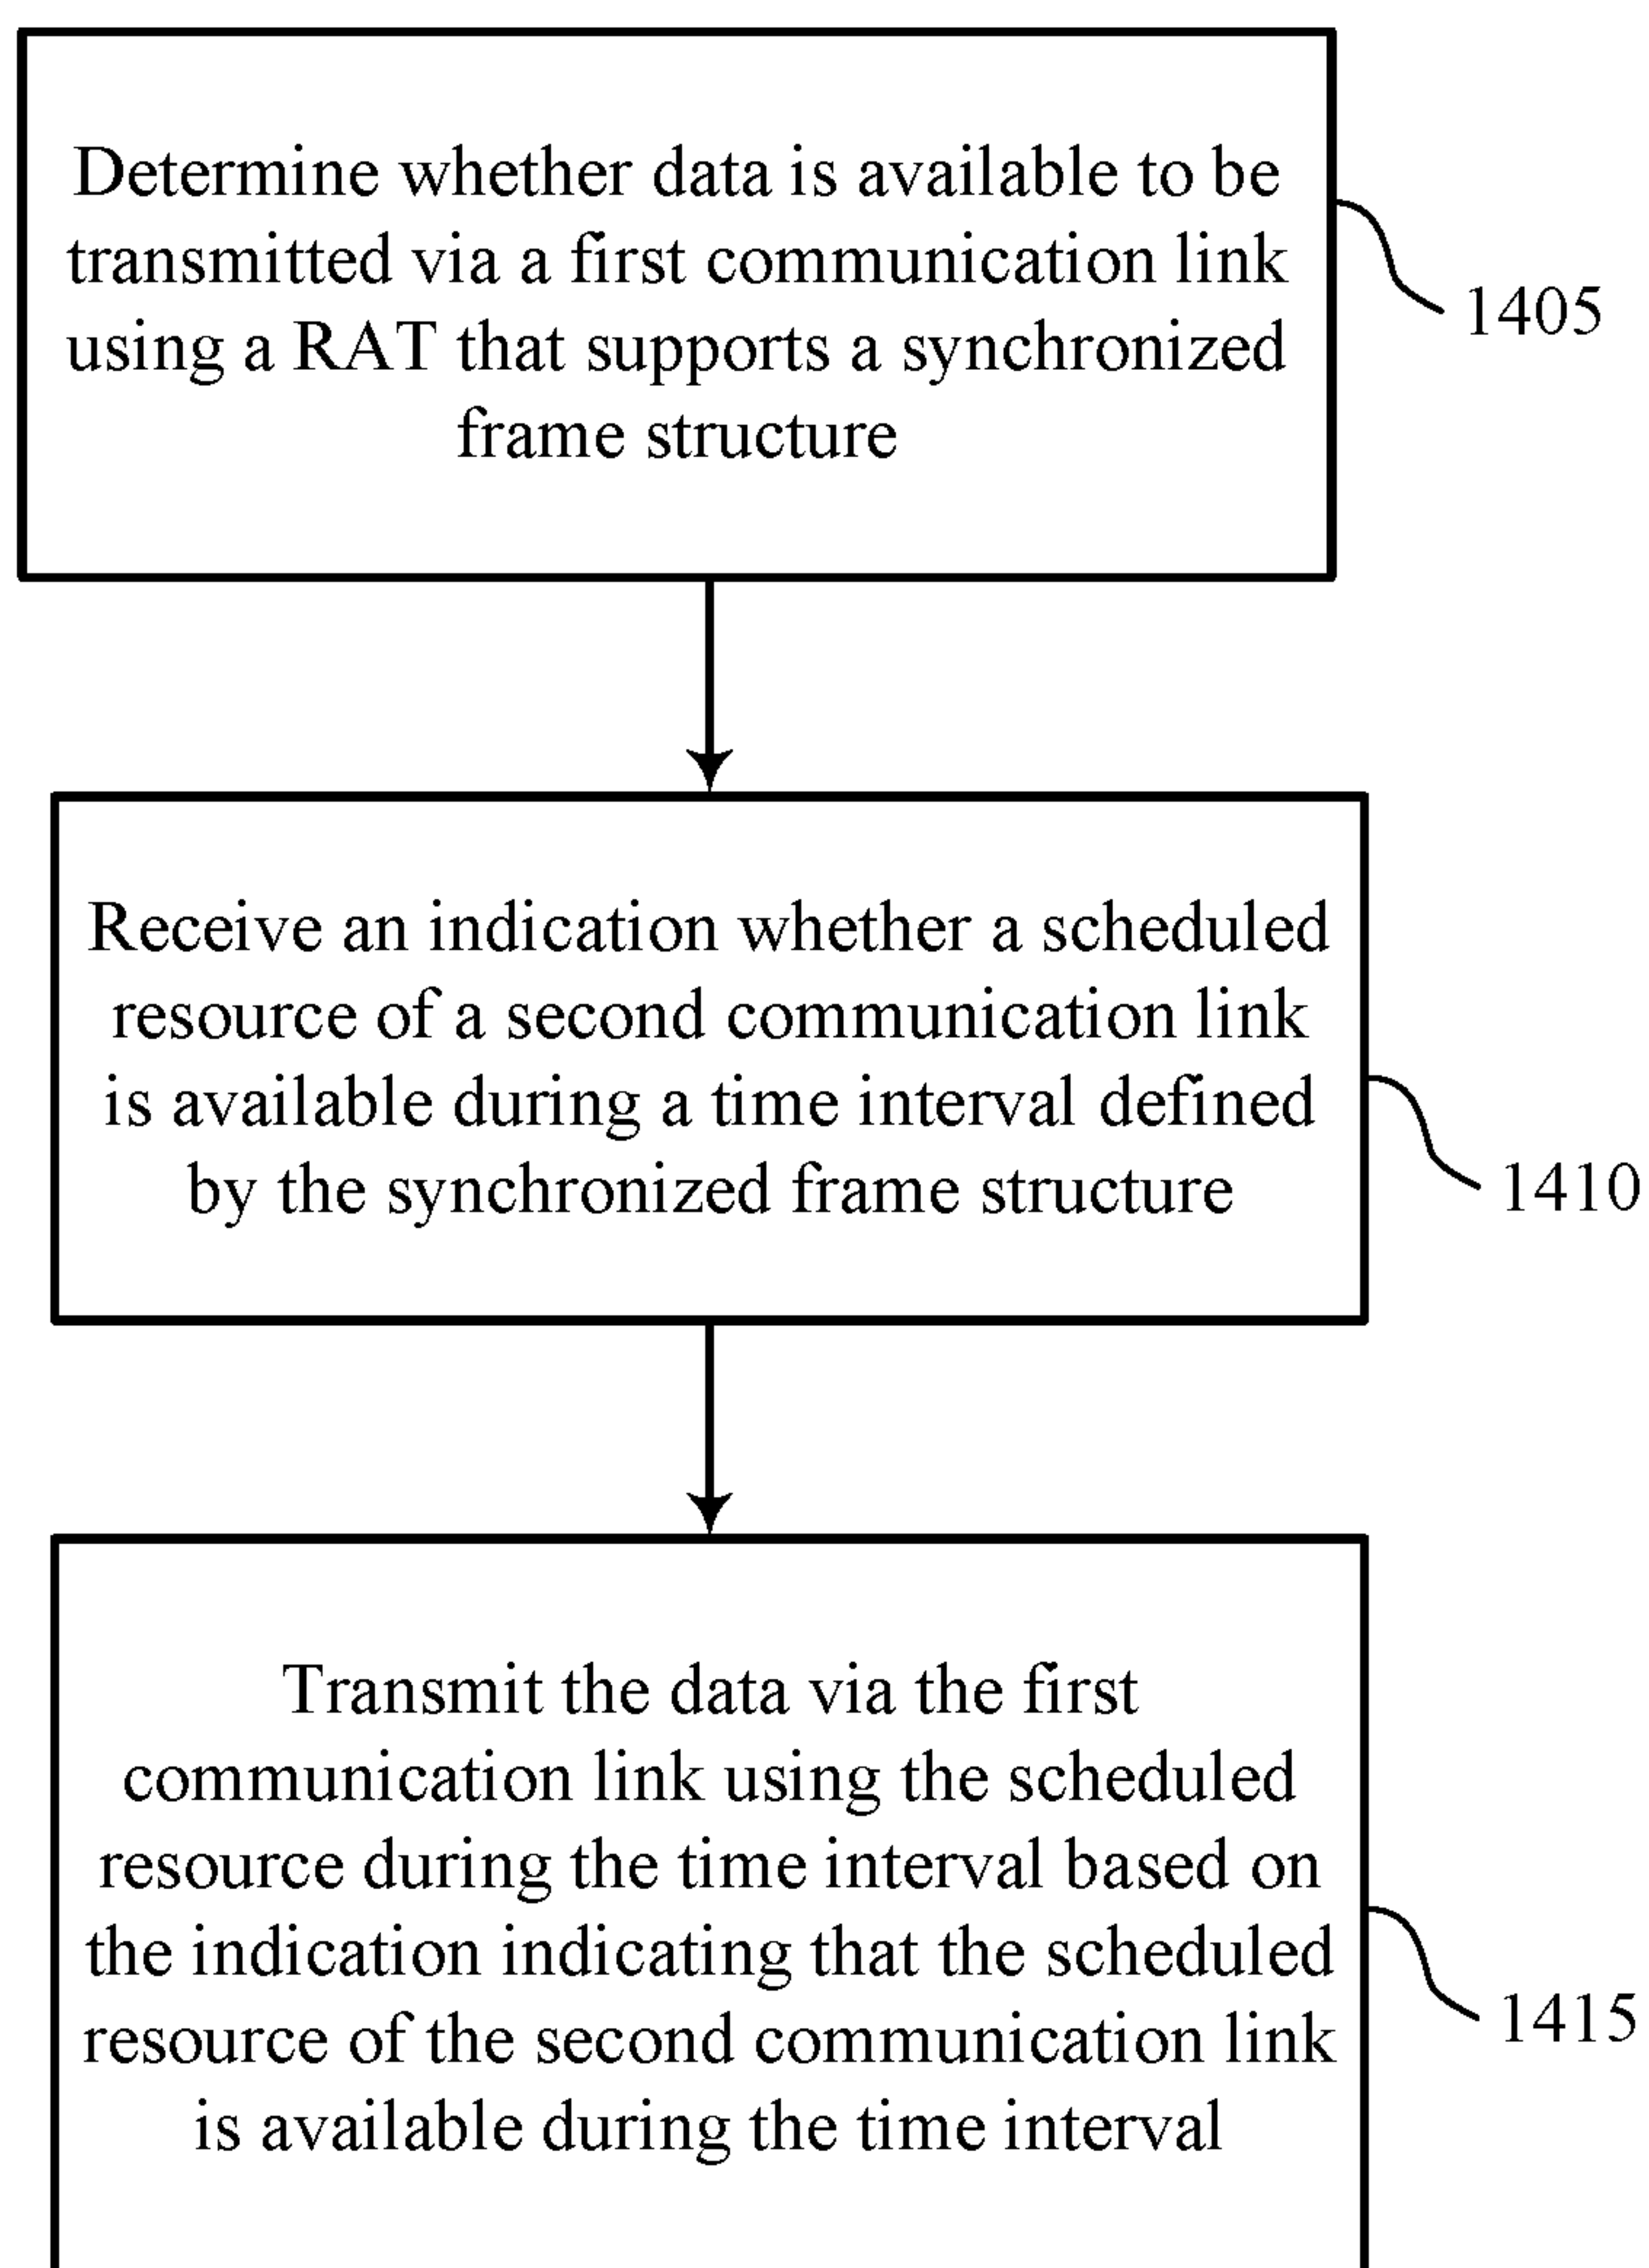 Determine whether data is available to be
transmitted via a first communication link
using a RAT that supports a synchronized
frame structure
1405
Receive an indication whether a scheduled
resource of a second communication link
is available during a time interval defined
by the synchronized frame structure
1410
Transmit the data via the first
communication link using the scheduled
resource during the time interval based on
the indication indicating that the scheduled
resource of the second communication link
is available during the time interval
1415